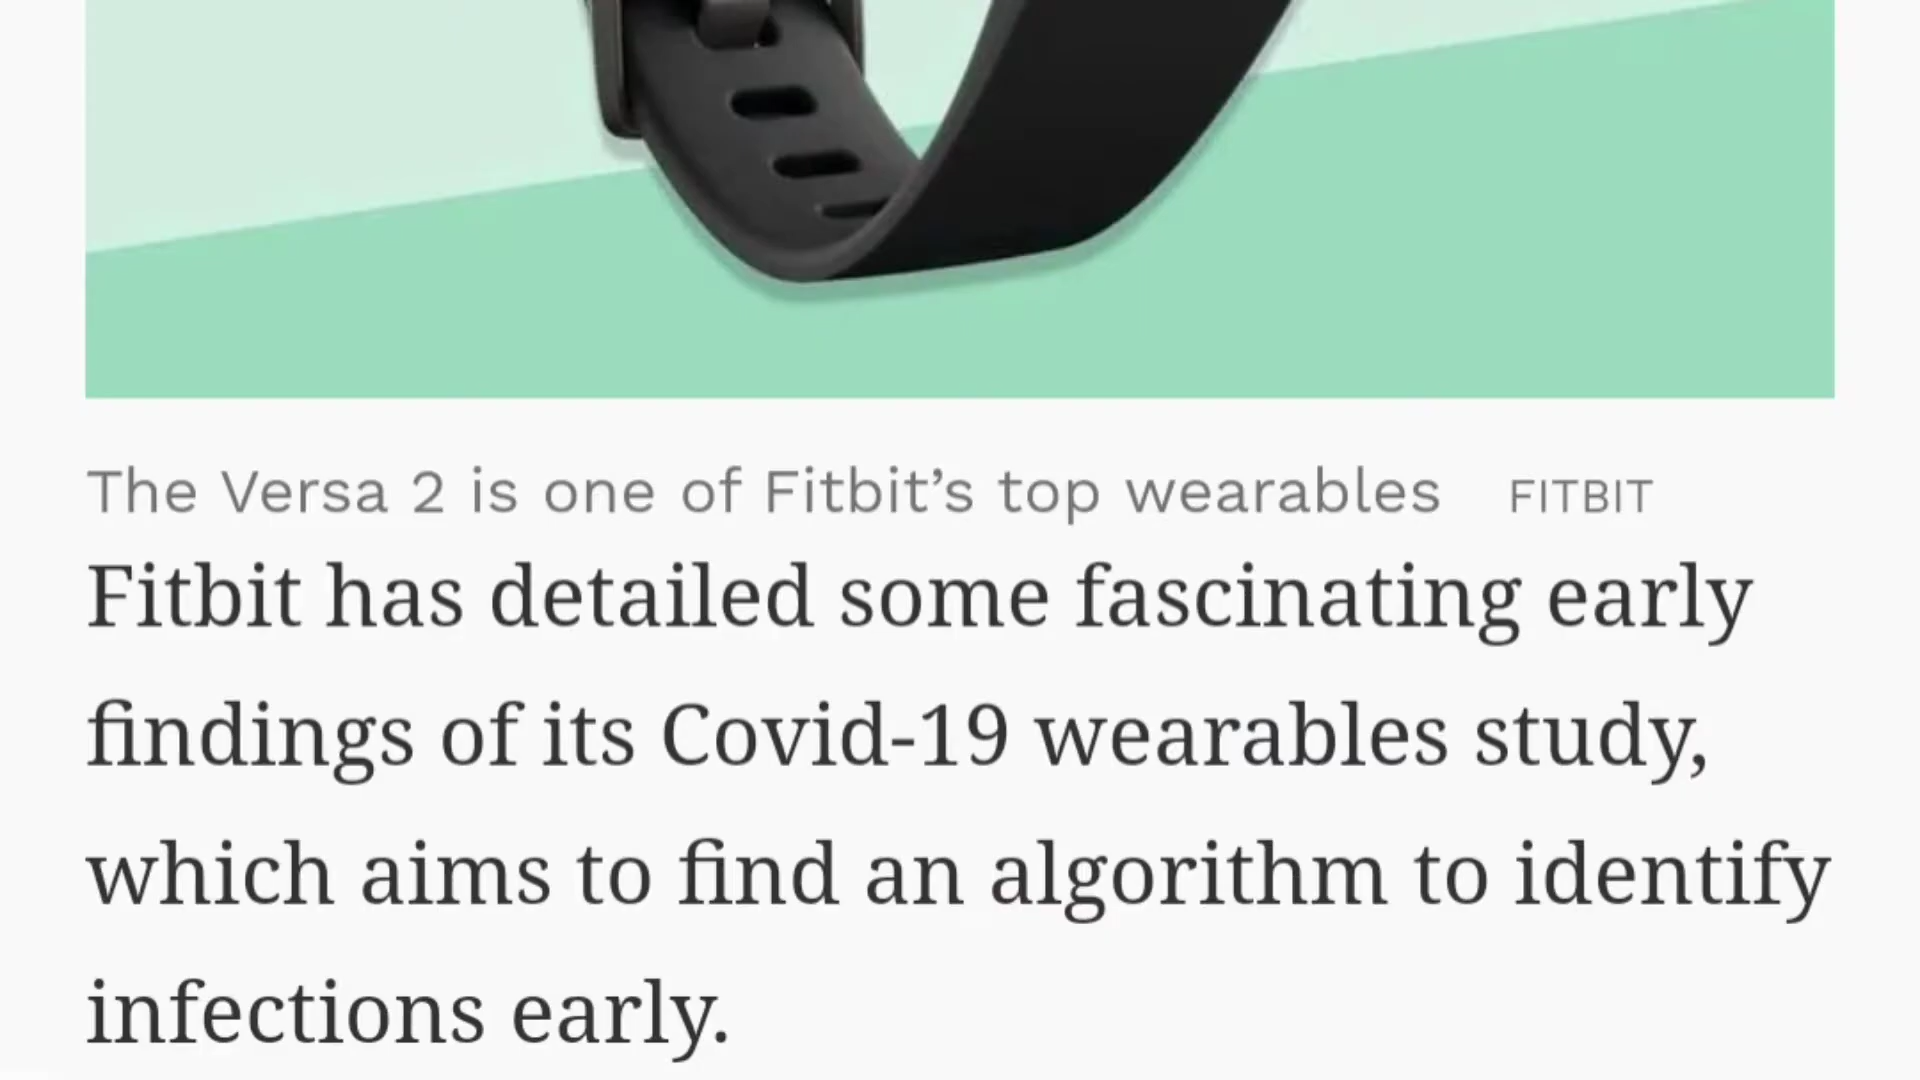 The Versa 2 is one of Fitbit’s top wearables FITBIT
Fitbit has detailed some fascinating early
findings of its Covid-19 wearables study,
which aims to find an algorithm to identify
infections early.